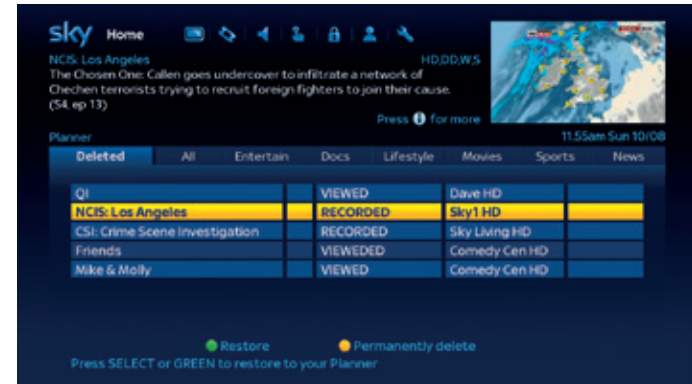 sky Home
NCIS: Los Angeles HD,DD,W,S
The Chosen One: Callen goes undercover to infiltrate a network of
Chechen terrorists trying to recruit foreign fighters to join their cause.
(S4, ep 13)
Press i for more
Planner 11.55am Sun 10/08
Deleted All Entertain Docs Lifestyle Movies Sports News
QI VIEWED Dave HD
NCIS: Los Angeles RECORDED Sky1 HD
CSI: Crime Scene Investigation RECORDED Sky Living HD
Friends VIEWEDED Comedy Cen HD
Mike & Molly VIEWED Comedy Cen HD
Restore Permanently delete
Press SELECT or GREEN to restore to your Planner